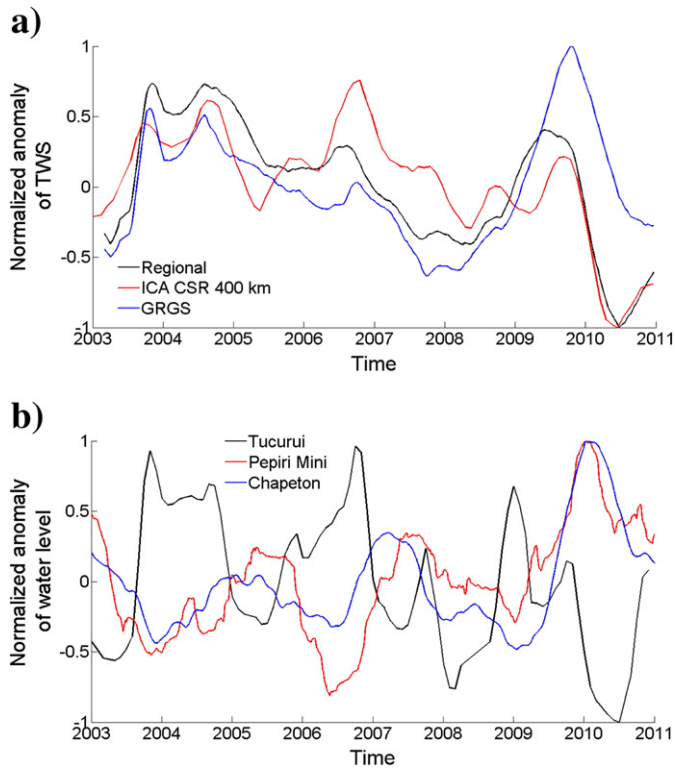 a)
Normalized anomaly
of TWS
1
0.5
0
-0.5
-1
Regional
ICA CSR 400 km
GRGS
2003 2004 2005 2006 2007 2008 2009 2010 2011
Time
b)
Normalized anomaly
of water level
1
0.5
0
-0.5
-1
Tucurui
Pepiri Mini
Chapeton
2003 2004 2005 2006 2007 2008 2009 2010 2011
Time